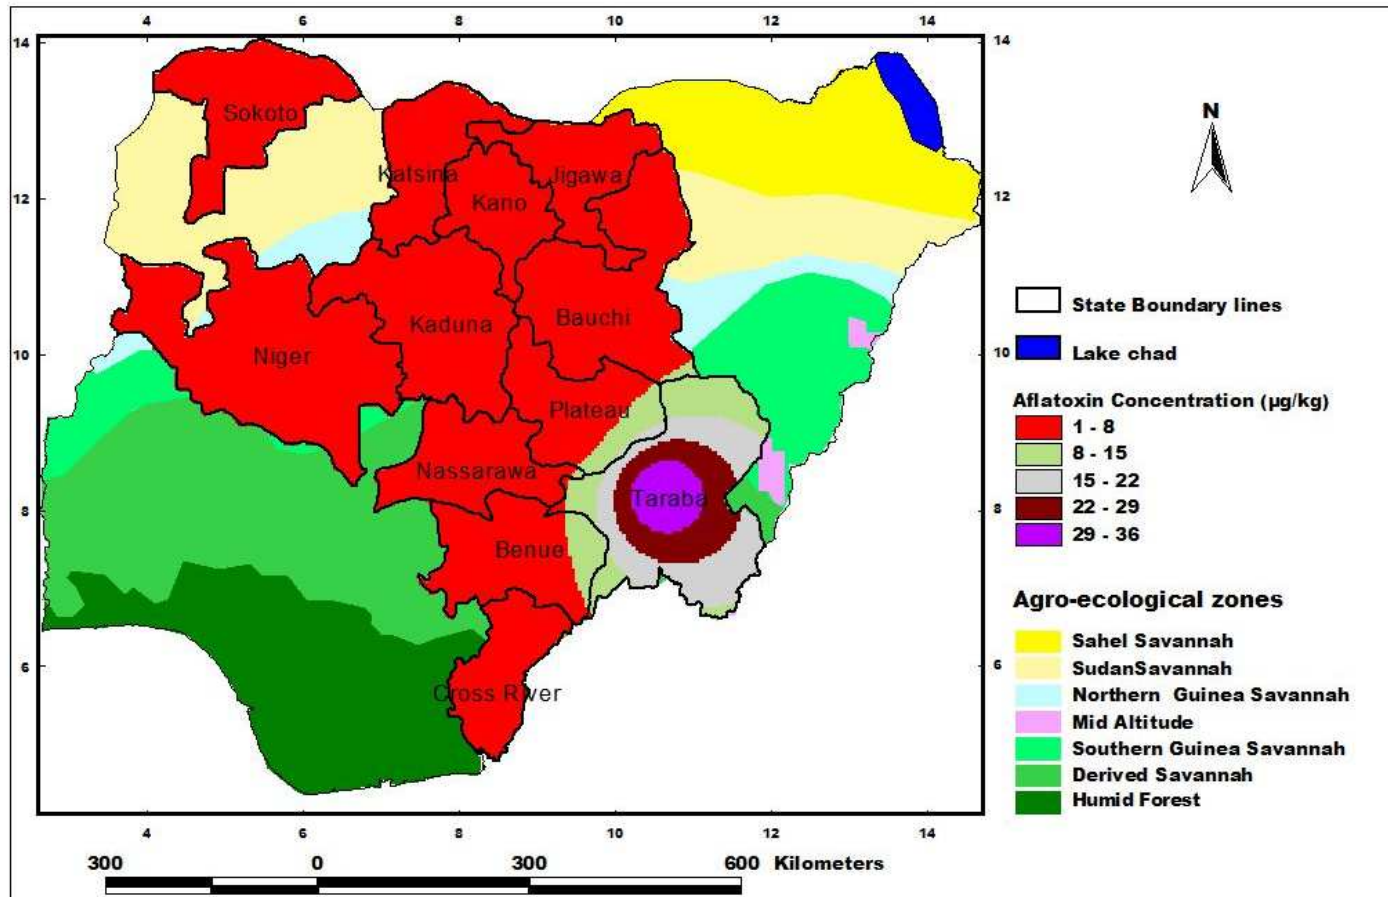 4 6 8 10 12 14
14 14
Sokoto
N
Katsina
Jigawa
12 12
Kano
State Boundary lines
Kaduna
Bauchi
Lake chad
10 10
Niger
Aflatoxin Concentration (µg/kg)
Plateau
1 - 8
8 - 15
Nassarawa
15 - 22
Taraba
22 - 29
8 8
29 - 36
Benue
Agro-ecological zones
Sahel Savannah
6 6
SudanSavannah
Cross River
Northern Guinea Savannah
Mid Altitude
Southern Guinea Savannah
Derived Savannah
Humid Forest
4 6 8 10 12 14
300 0 300 600 Kilometers